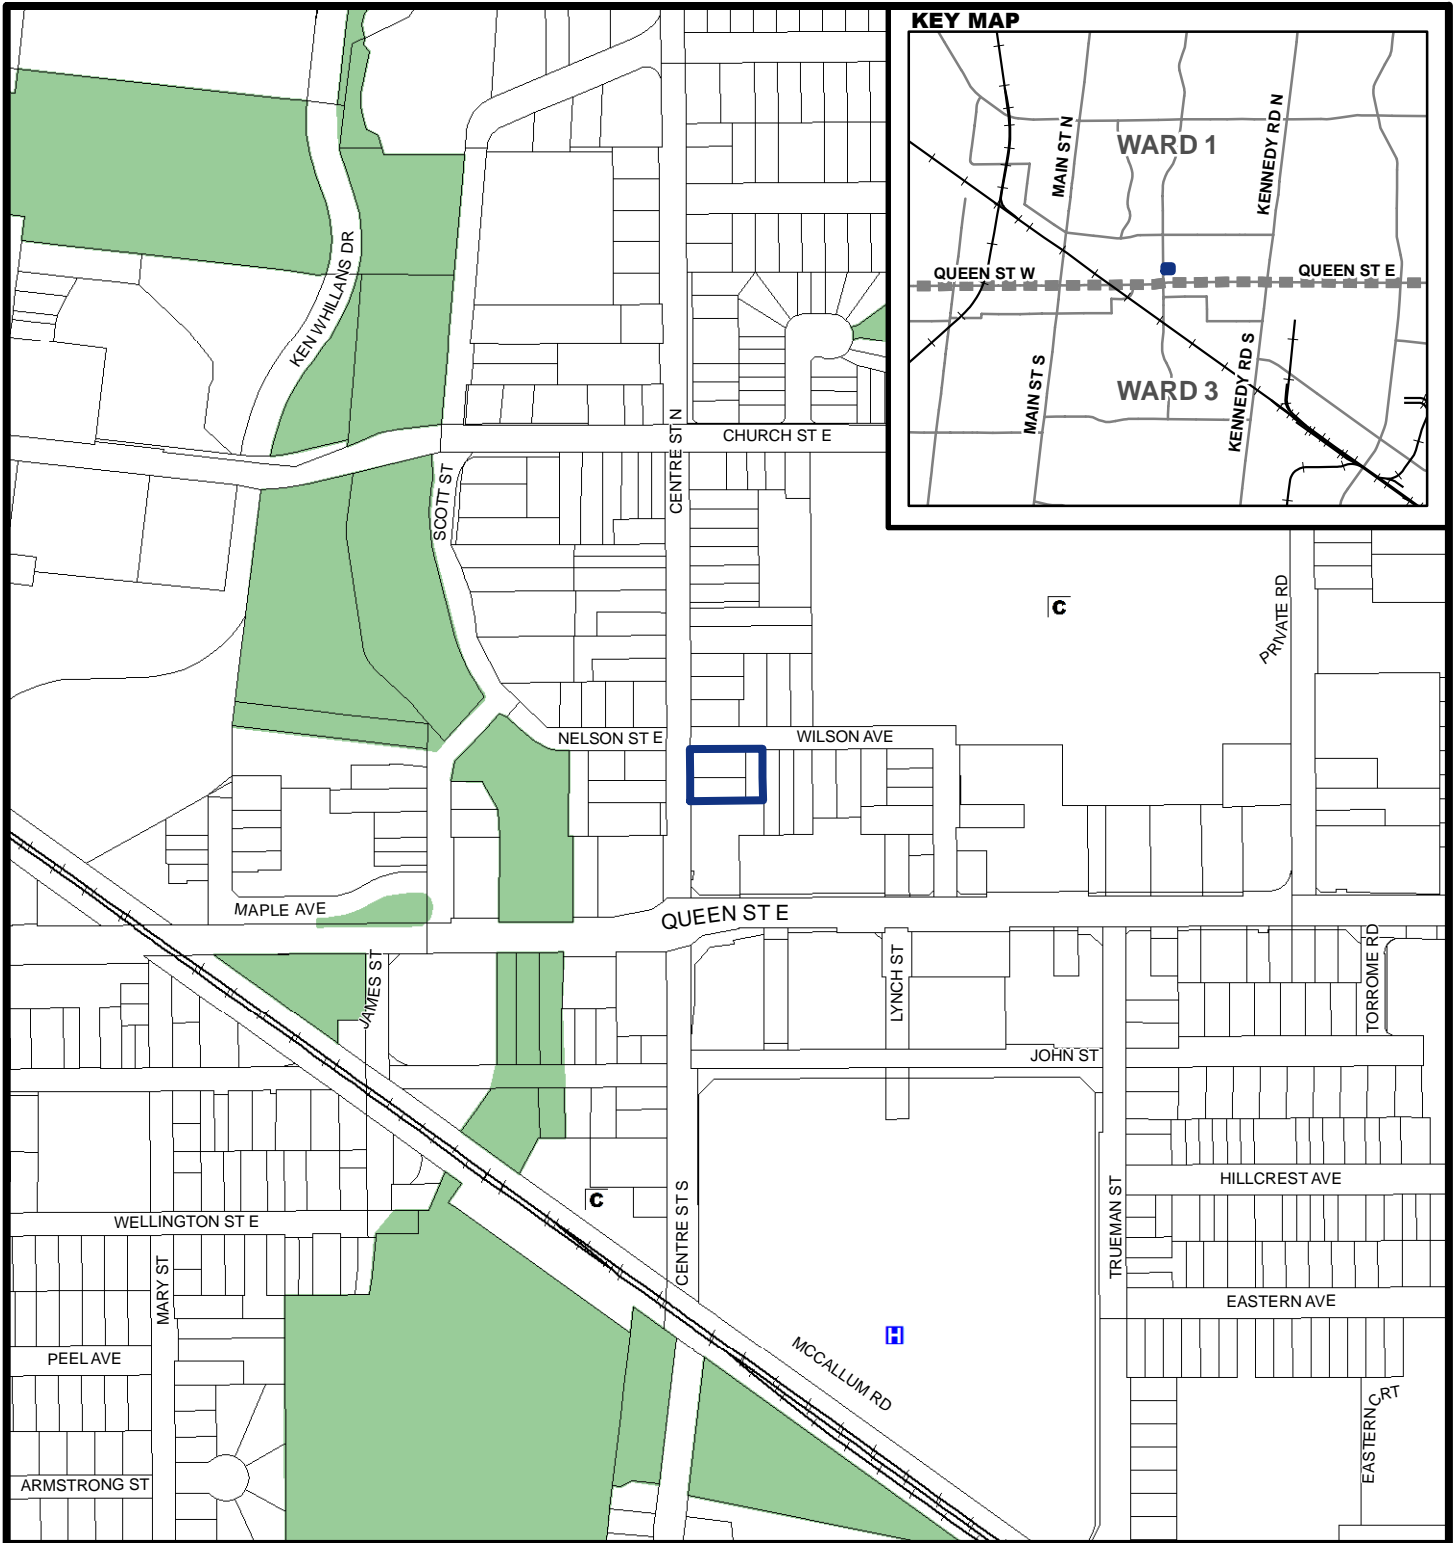 KEY MAP
WARD 1
MAIN ST N
KENNEDY RD N
QUEEN ST W
QUEEN ST E
WARD 3
MAIN ST S
KENNEDY RD S
KEN WHILLANS DR
CHURCH ST E
CENTRE ST N
SCOTT ST
C
PRIVATE RD
NELSON ST E
WILSON AVE
MAPLE AVE
QUEEN ST E
JAMES ST
LYNCH ST
TORROME RD
JOHN ST
HILLCREST AVE
C
WELLINGTON ST E
CENTRE ST S
TRUEMAN ST
MARY ST
EASTERN AVE
H
PEEL AVE
MCCALLUM RD
EASTERN CRT
ARMSTRONG ST